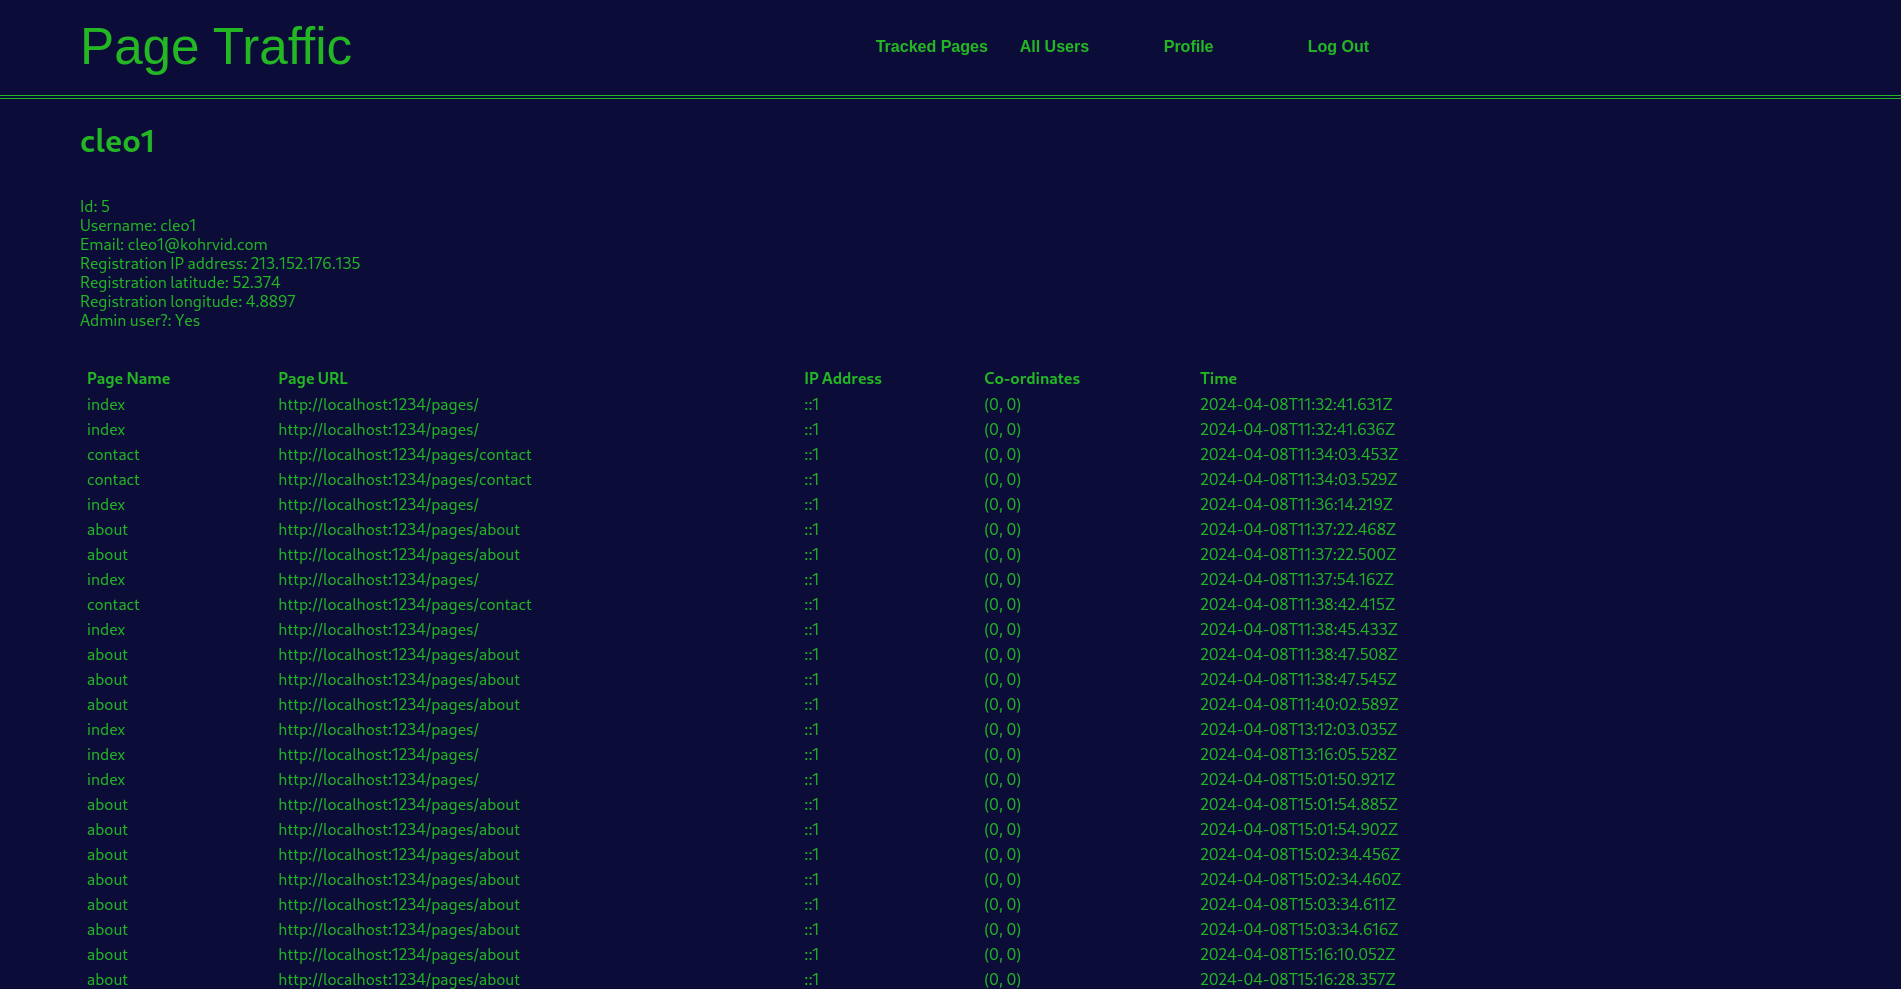 Page Traffic
Tracked Pages All Users Profile Log Out
cleo1
Id: 5
Username: cleo1
Email: cleo1@kohrvid.com
Registration IP address: 213.152.176.135
Registration latitude: 52.374
Registration longitude: 4.8897
Admin user?: Yes
Page Name Page URL IP Address Co-ordinates Time
index http://localhost:1234/pages/ ::1 (0, 0) 2024-04-08T11:32:41.631Z
index http://localhost:1234/pages/ ::1 (0, 0) 2024-04-08T11:32:41.636Z
contact http://localhost:1234/pages/contact ::1 (0, 0) 2024-04-08T11:34:03.453Z
contact http://localhost:1234/pages/contact ::1 (0, 0) 2024-04-08T11:34:03.529Z
index http://localhost:1234/pages/ ::1 (0, 0) 2024-04-08T11:36:14.219Z
about http://localhost:1234/pages/about ::1 (0, 0) 2024-04-08T11:37:22.468Z
about http://localhost:1234/pages/about ::1 (0, 0) 2024-04-08T11:37:22.500Z
index http://localhost:1234/pages/ ::1 (0, 0) 2024-04-08T11:37:54.162Z
contact http://localhost:1234/pages/contact ::1 (0, 0) 2024-04-08T11:38:42.415Z
index http://localhost:1234/pages/ ::1 (0, 0) 2024-04-08T11:38:45.433Z
about http://localhost:1234/pages/about ::1 (0, 0) 2024-04-08T11:38:47.508Z
about http://localhost:1234/pages/about ::1 (0, 0) 2024-04-08T11:38:47.545Z
about http://localhost:1234/pages/about ::1 (0, 0) 2024-04-08T11:40:02.589Z
index http://localhost:1234/pages/ ::1 (0, 0) 2024-04-08T13:12:03.035Z
index http://localhost:1234/pages/ ::1 (0, 0) 2024-04-08T13:16:05.528Z
index http://localhost:1234/pages/ ::1 (0, 0) 2024-04-08T15:01:50.921Z
about http://localhost:1234/pages/about ::1 (0, 0) 2024-04-08T15:01:54.885Z
about http://localhost:1234/pages/about ::1 (0, 0) 2024-04-08T15:01:54.902Z
about http://localhost:1234/pages/about ::1 (0, 0) 2024-04-08T15:02:34.456Z
about http://localhost:1234/pages/about ::1 (0, 0) 2024-04-08T15:02:34.460Z
about http://localhost:1234/pages/about ::1 (0, 0) 2024-04-08T15:03:34.611Z
about http://localhost:1234/pages/about ::1 (0, 0) 2024-04-08T15:03:34.616Z
about http://localhost:1234/pages/about ::1 (0, 0) 2024-04-08T15:16:10.052Z
about http://localhost:1234/pages/about ::1 (0, 0) 2024-04-08T15:16:28.357Z